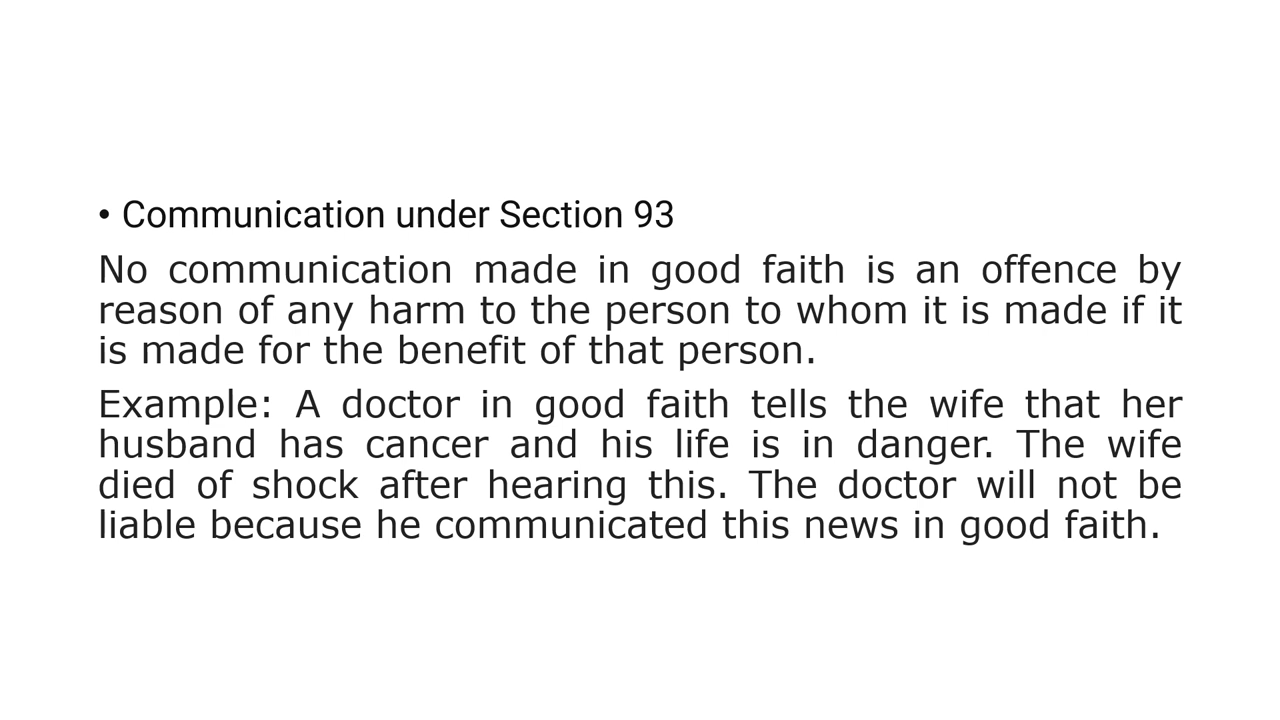 • Communication under Section 93
No communication made in good faith is an offence by
reason of any harm to the person to whom it is made if it
is made for the benefit of that person.
Example: A doctor in good faith tells the wife that her
husband has cancer and his life is in danger. The wife
died of shock after hearing this. The doctor will not be
liable because he communicated this news in good faith.